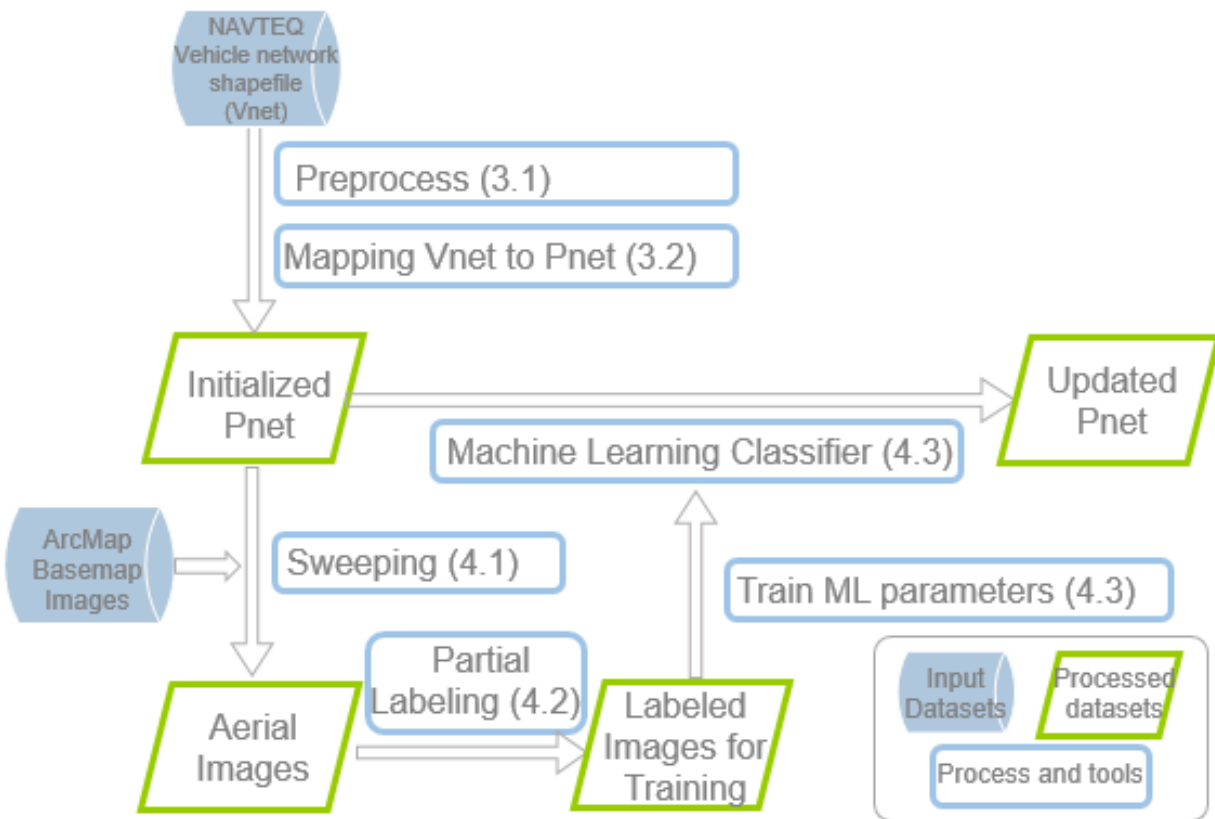 NAVTEQ
Vehicle network
shapefile
(Vnet)
Preprocess (3.1)
Mapping Vnet to Pnet (3.2)
Initialized
Pnet
Updated
Pnet
Machine Learning Classifier (4.3)
ArcMap
Basemap
Images
Sweeping (4.1)
Train ML parameters (4.3)
Partial
Labeling (4.2)
Aerial
Images
Labeled
Images for
Training
Input
Datasets
Processed
datasets
Process and tools